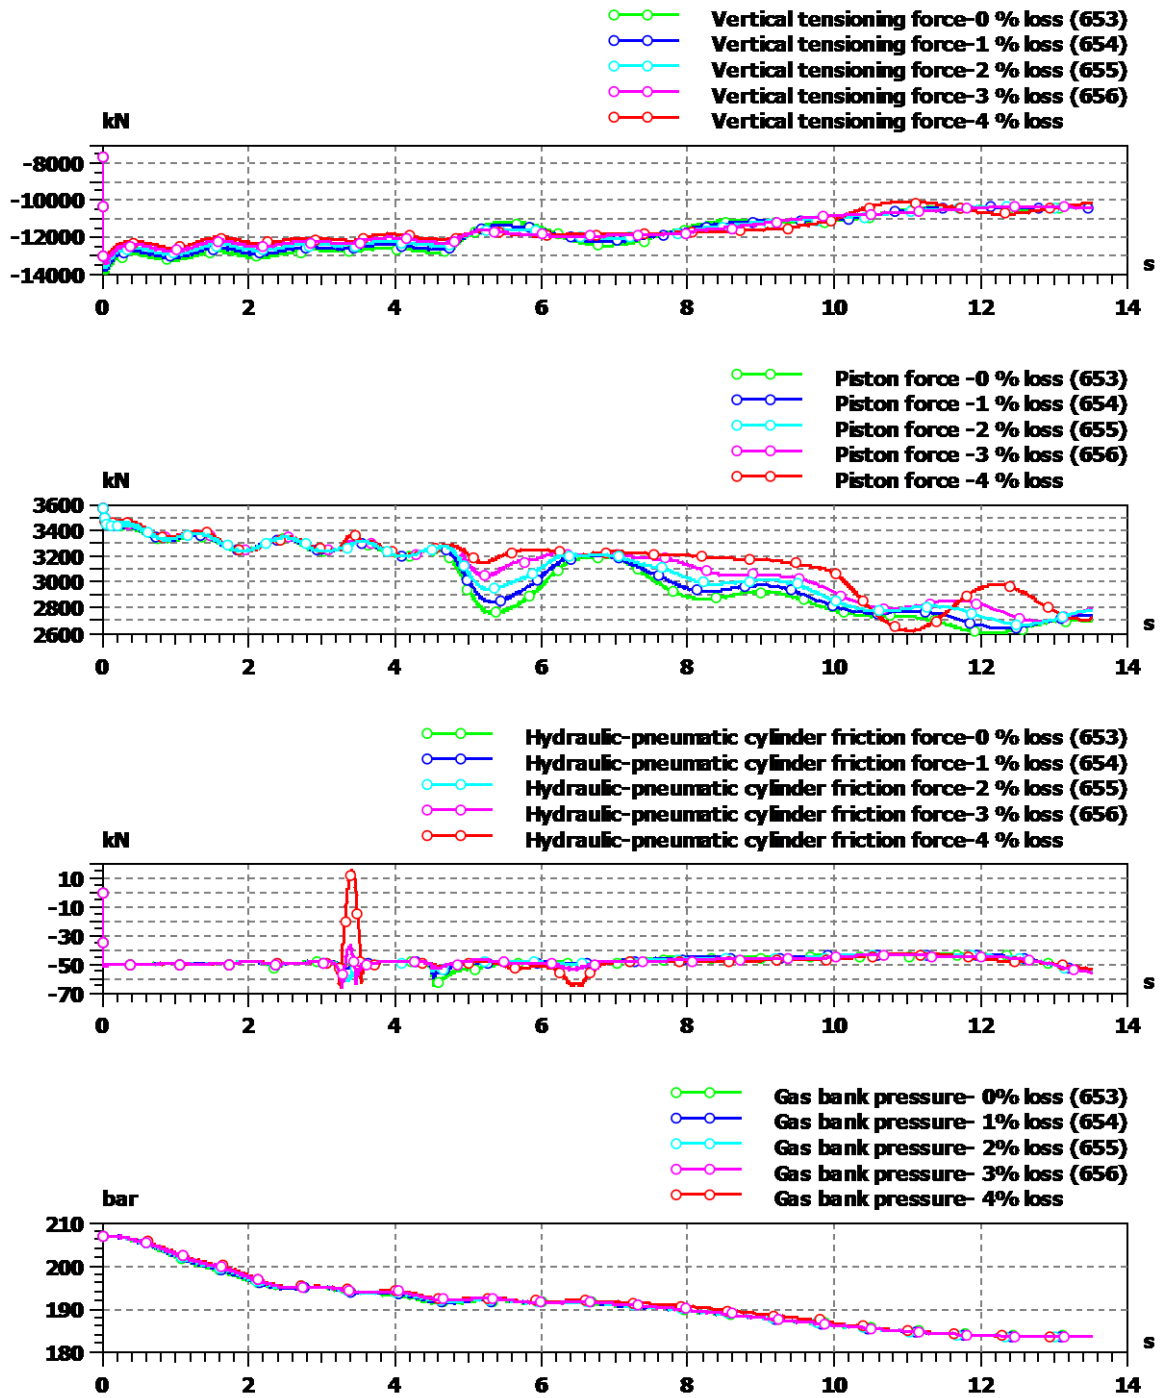 Vertical tensioning force-0 % loss (653)
Vertical tensioning force-1 % loss (654)
Vertical tensioning force-2 % loss (655)
Vertical tensioning force-3 % loss (656)
Vertical tensioning force-4 % loss
kN
-8000
-10000
-12000
-14000
s
0 2 4 6 8 10 12 14
Piston force -0 % loss (653)
Piston force -1 % loss (654)
Piston force -2 % loss (655)
Piston force -3 % loss (656)
Piston force -4 % loss
kN
3600
3400
3200
3000
2800
2600
s
0 2 4 6 8 10 12 14
Hydraulic-pneumatic cylinder friction force-0 % loss (653)
Hydraulic-pneumatic cylinder friction force-1 % loss (654)
Hydraulic-pneumatic cylinder friction force-2 % loss (655)
Hydraulic-pneumatic cylinder friction force-3 % loss (656)
Hydraulic-pneumatic cylinder friction force-4 % loss
kN
10
-10
-30
-50
-70
s
0 2 4 6 8 10 12 14
Gas bank pressure- 0% loss (653)
Gas bank pressure- 1% loss (654)
Gas bank pressure- 2% loss (655)
Gas bank pressure- 3% loss (656)
Gas bank pressure- 4% loss
bar
210
200
190
180
s
0 2 4 6 8 10 12 14